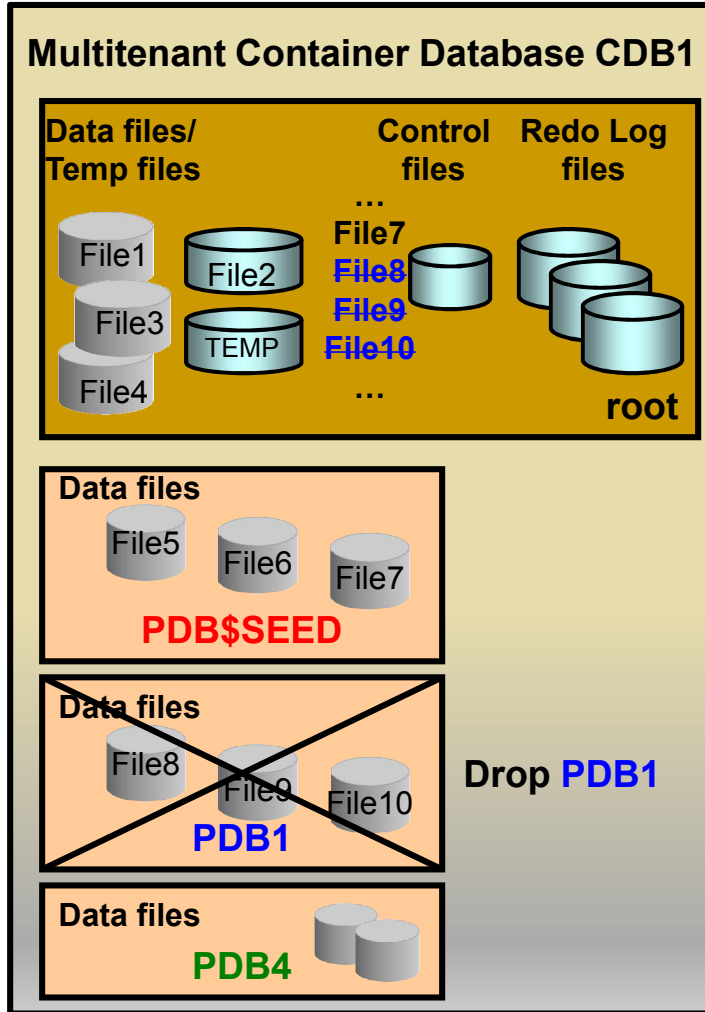 Multitenant Container Database CDB1
Data files/
Temp files
Control
files
Redo Log
files
File1
File3
File4
File2
TEMP
...
File7
File8
File9
File10
...
root
Data files
File5
File6
File7
PDB$SEED
Data files
File8
File9
File10
PDB1
Drop PDB1
Data files
PDB4